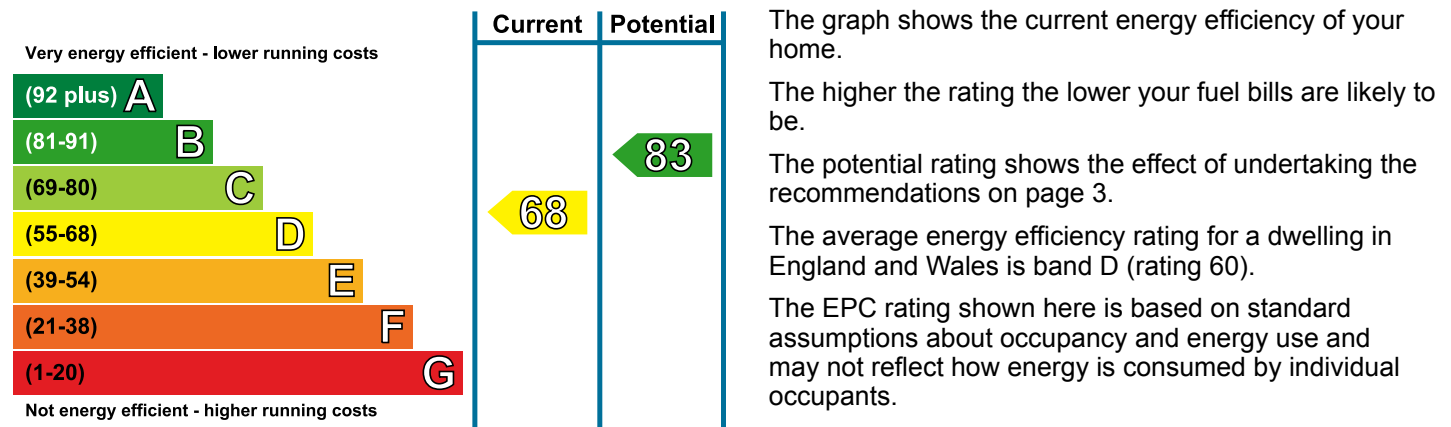 Current Potential
Very energy efficient - lower running costs
(92 plus) A
(81-91) B
83
(69-80) C
68
(55-68) D
(39-54) E
(21-38) F
(1-20) G
Not energy efficient - higher running costs
The graph shows the current energy efficiency of your
home.
The higher the rating the lower your fuel bills are likely to
be.
The potential rating shows the effect of undertaking the
recommendations on page 3.
The average energy efficiency rating for a dwelling in
England and Wales is band D (rating 60).
The EPC rating shown here is based on standard
assumptions about occupancy and energy use and
may not reflect how energy is consumed by individual
occupants.